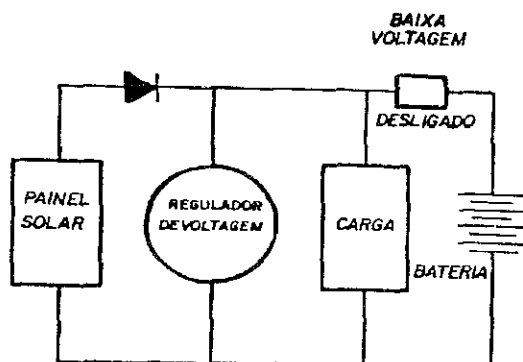 BAIXA
VOLTAGEM
DESLIGADO
PAINEL
SOLAR
REGULADOR
DEVOLTAGEM
CARGA
BATERIA